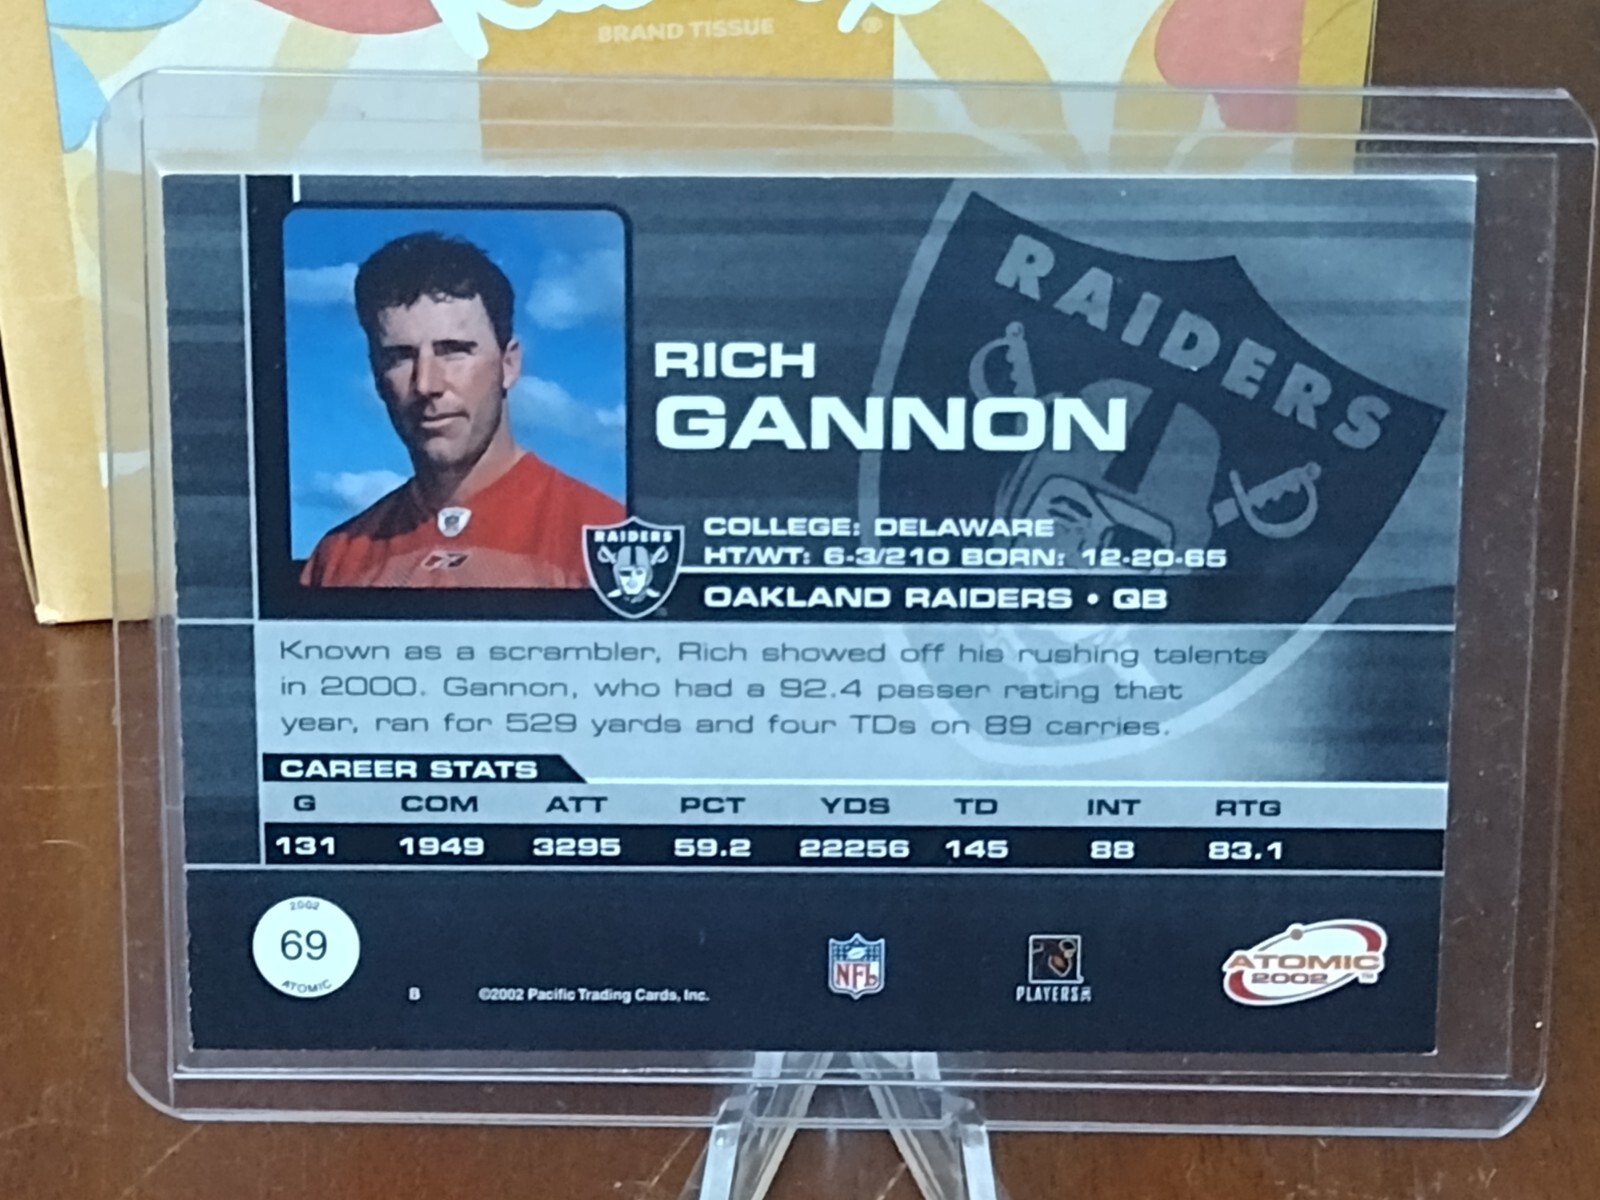 BRAND TISSUE ®
RAIDERS
RICH
GANNON
RAIDERS
COLLEGE: DELAWARE
HT/WT: 6-3/210 BORN: 12-20-65
OAKLAND RAIDERS • QB
Known as a scrambler, Rich showed off his rushing talents
in 2000. Gannon, who had a 92.4 passer rating that
year, ran for 529 yards and four TDs on 89 carries.
CAREER STATS
G COM ATT PCT YDS TD INT RTG
131 1949 3295 59.2 22256 145 88 83.1
2002
69
ATOMIC
B
©2002 Pacific Trading Cards, Inc.
NFL
PLAYERS INC
ATOMIC™
2002